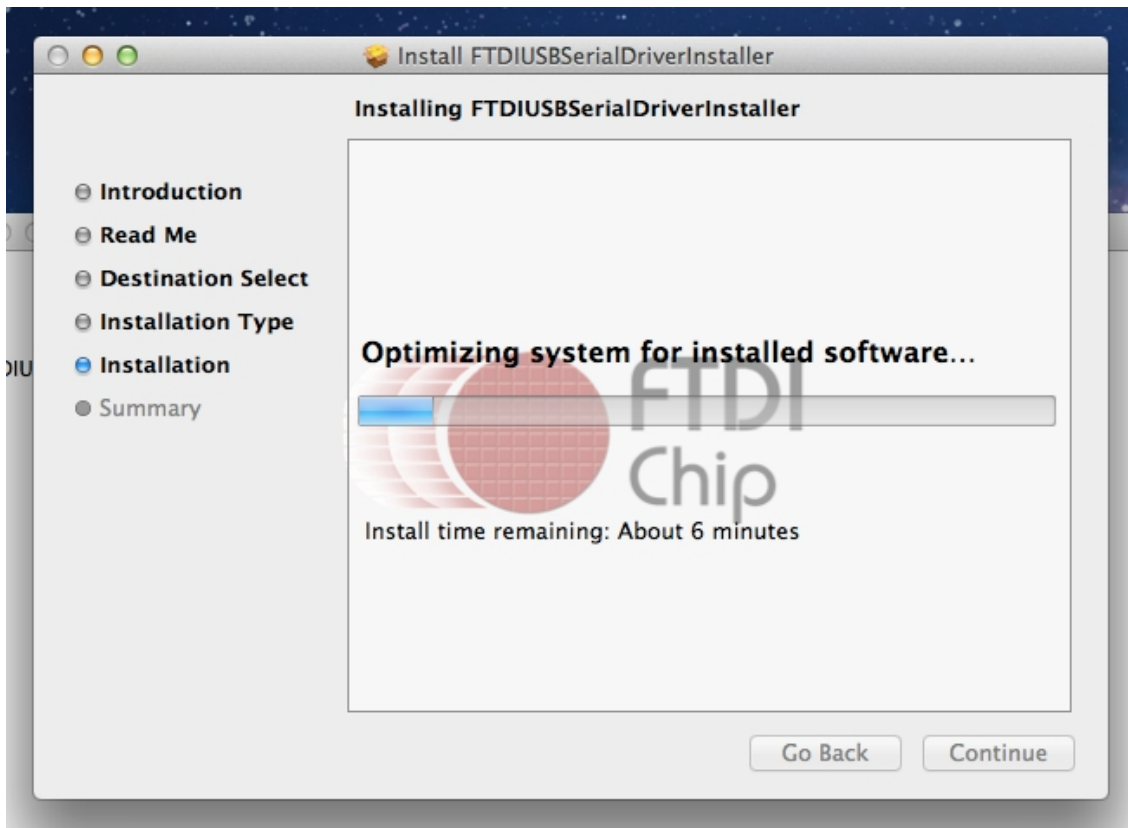 Install FTDIUSBSerialDriverInstaller
Installing FTDIUSBSerialDriverInstaller
Introduction
Read Me
Destination Select
Installation Type
Installation
Summary
Optimizing system for installed software...
FTDI
Chip
Install time remaining: About 6 minutes
Go Back
Continue